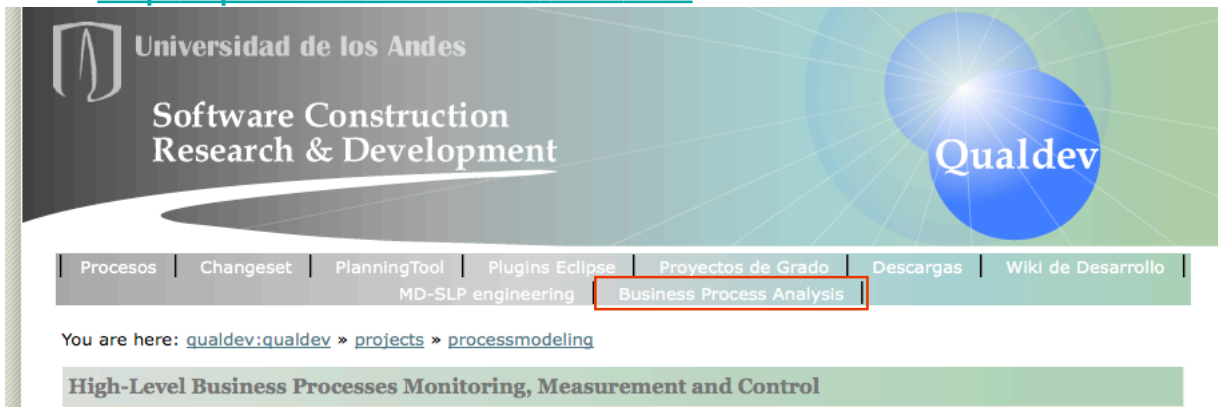 Universidad de los Andes
Software Construction
Research & Development
Qualdev
Procesos | Changeset | PlanningTool | Plugins Eclipse | Proyectos de Grado | Descargas | Wiki de Desarrollo |
MD-SLP engineering | Business Process Analysis |
You are here: qualdev:qualdev » projects » processmodeling
High-Level Business Processes Monitoring, Measurement and Control